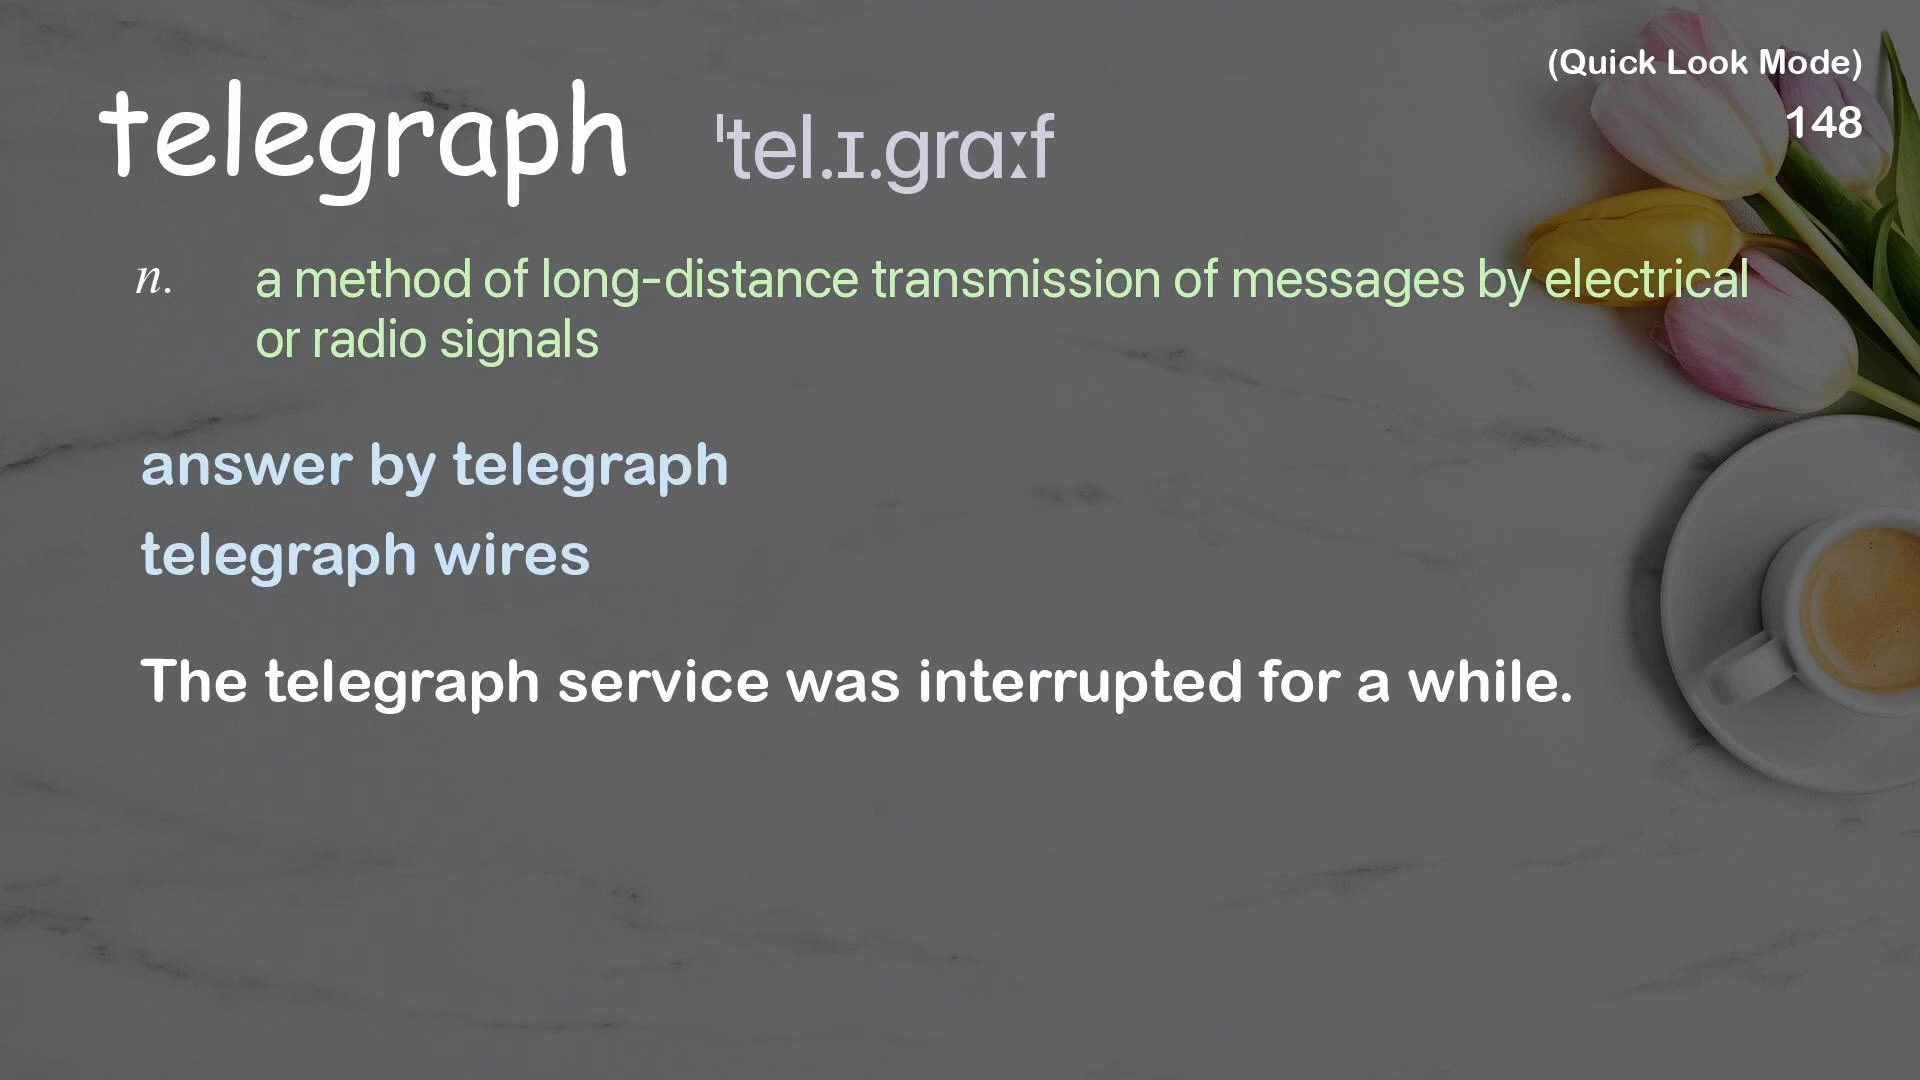 (Quick Look Mode)
telegraph ˈtel.ɪ.ɡrɑːf
148
n. a method of long-distance transmission of messages by electrical
or radio signals
answer by telegraph
telegraph wires
The telegraph service was interrupted for a while.